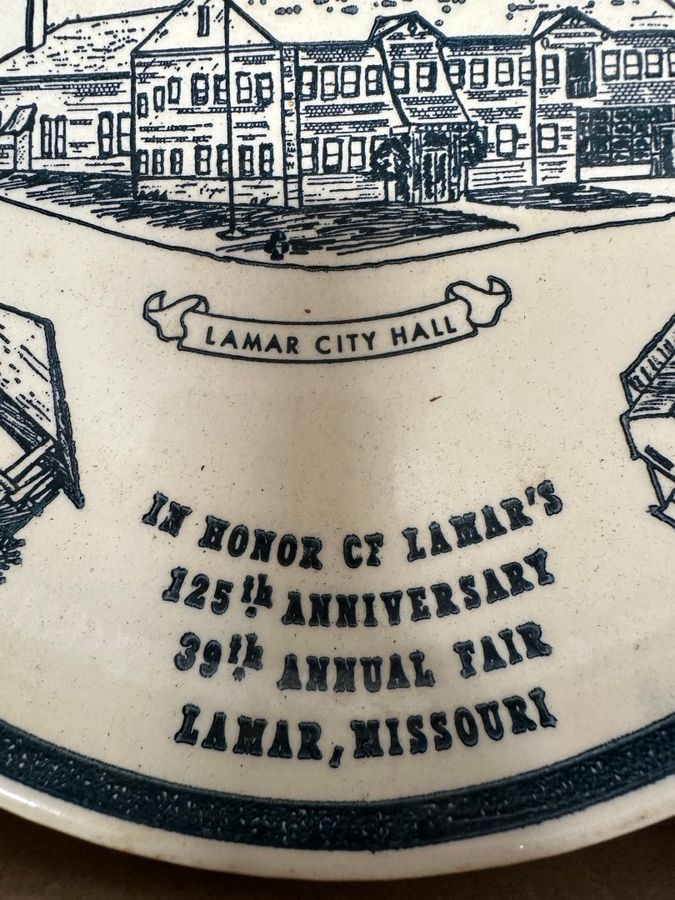 LAMAR CITY HALL
IN HONOR OF LAMAR'S
125th ANNIVERSARY
39th ANNUAL FAIR
LAMAR, MISSOURI